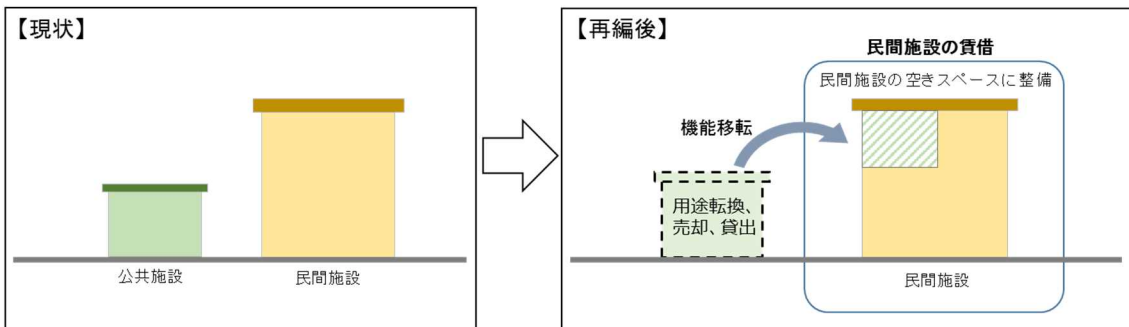 【現状】
公共施設
民間施設
【再編後】
民間施設の賃借
民間施設の空きスペースに整備
機能移転
用途転換、
売却、貸出
民間施設